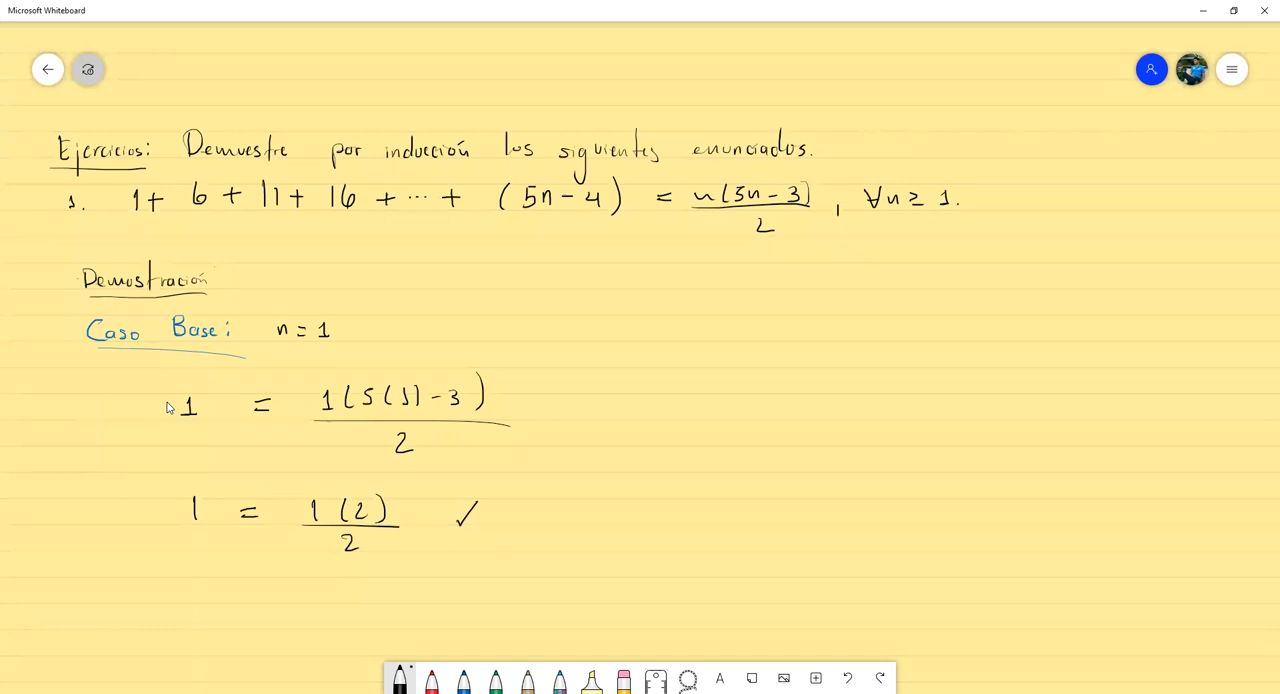 Microsoft Whiteboard
Ejercicios: Demuestre por inducción los siguientes enunciados.
1. 1 + 6 + 11 + 16 + ... + (5n - 4) = n(5n - 3)/2, ∀n ≥ 1.
Demostración
Caso Base: n = 1
1 = 1(5(1) - 3)/2
1 = 1(2)/2 ✓
A